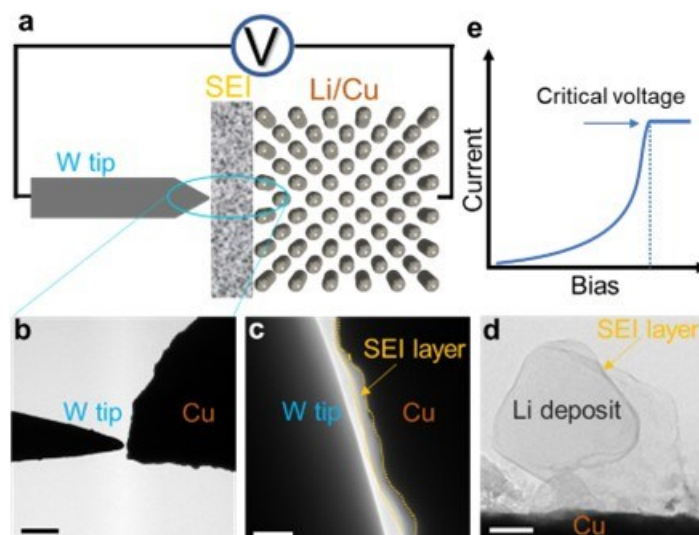 a
V
SEI
Li/Cu
W tip
e
Critical voltage
Current
Bias
b
W tip
Cu
c
SEI layer
W tip
Cu
d
SEI layer
Li deposit
Cu